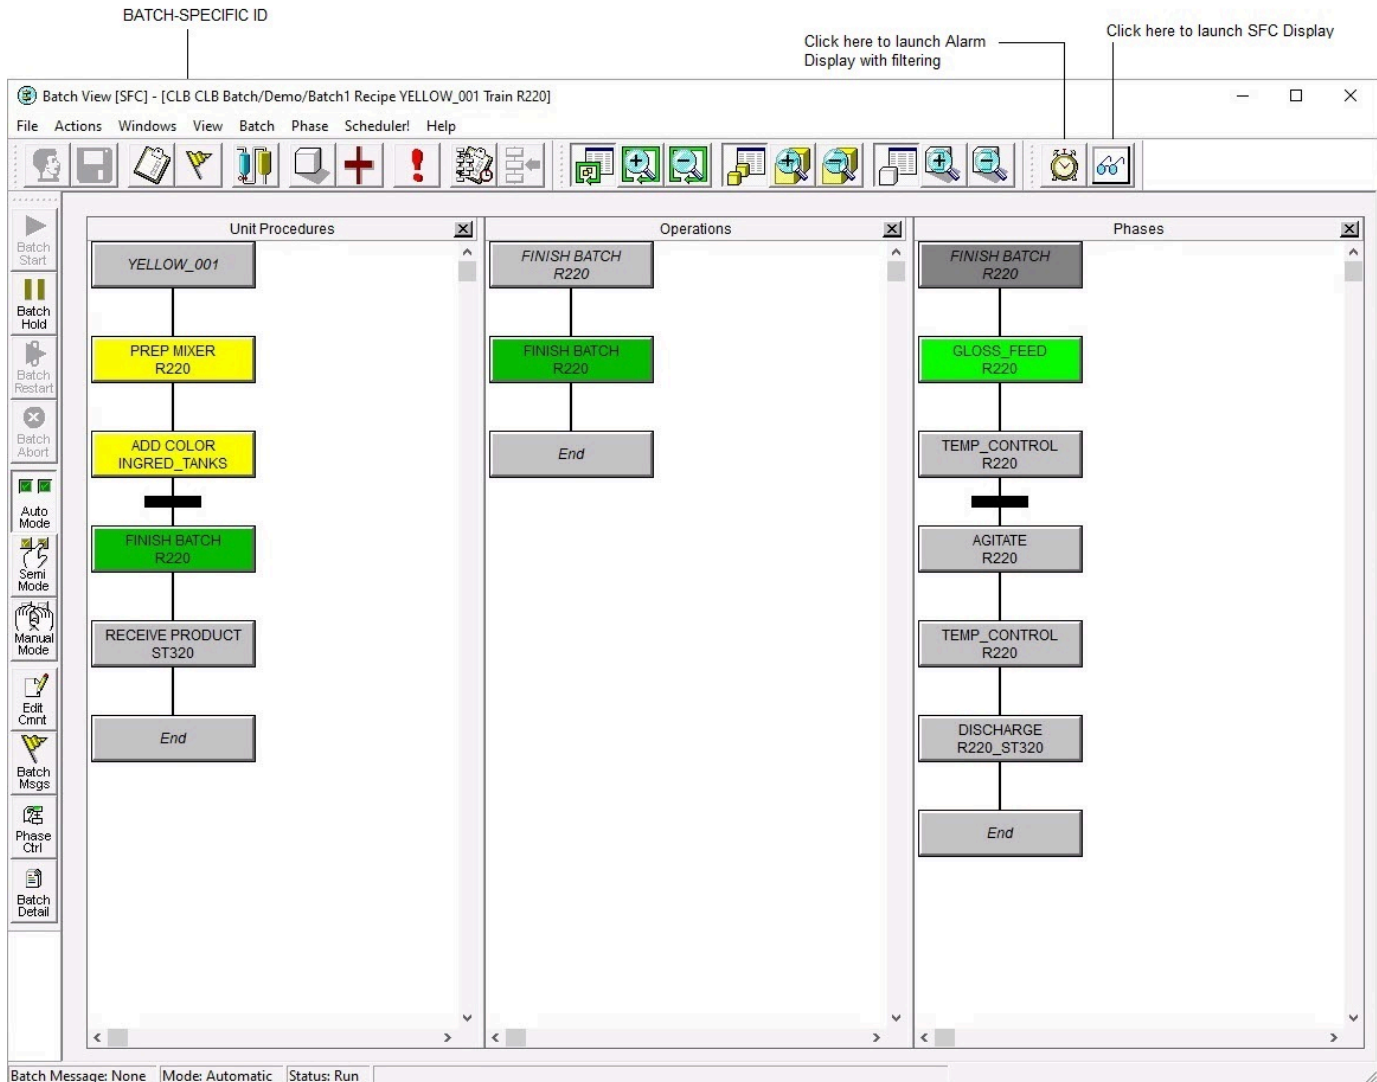 BATCH-SPECIFIC ID
Click here to launch Alarm
Display with filtering
Click here to launch SFC Display
Batch View [SFC] - [CLB CLB Batch/Demo/Batch1 Recipe YELLOW_001 Train R220]
File Actions Windows View Batch Phase Scheduler! Help
Batch
Start
Batch
Hold
Batch
Restart
Batch
Abort
Auto
Mode
Semi
Mode
Manual
Mode
Edit
Cmnt
Batch
Msgs
Phase
Ctrl
Batch
Detail
Unit Procedures
YELLOW_001
PREP MIXER
R220
ADD COLOR
INGRED_TANKS
FINISH BATCH
R220
RECEIVE PRODUCT
ST320
End
Operations
FINISH BATCH
R220
FINISH BATCH
R220
End
Phases
FINISH BATCH
R220
GLOSS_FEED
R220
TEMP_CONTROL
R220
AGITATE
R220
TEMP_CONTROL
R220
DISCHARGE
R220_ST320
End
Batch Message: None Mode: Automatic Status: Run